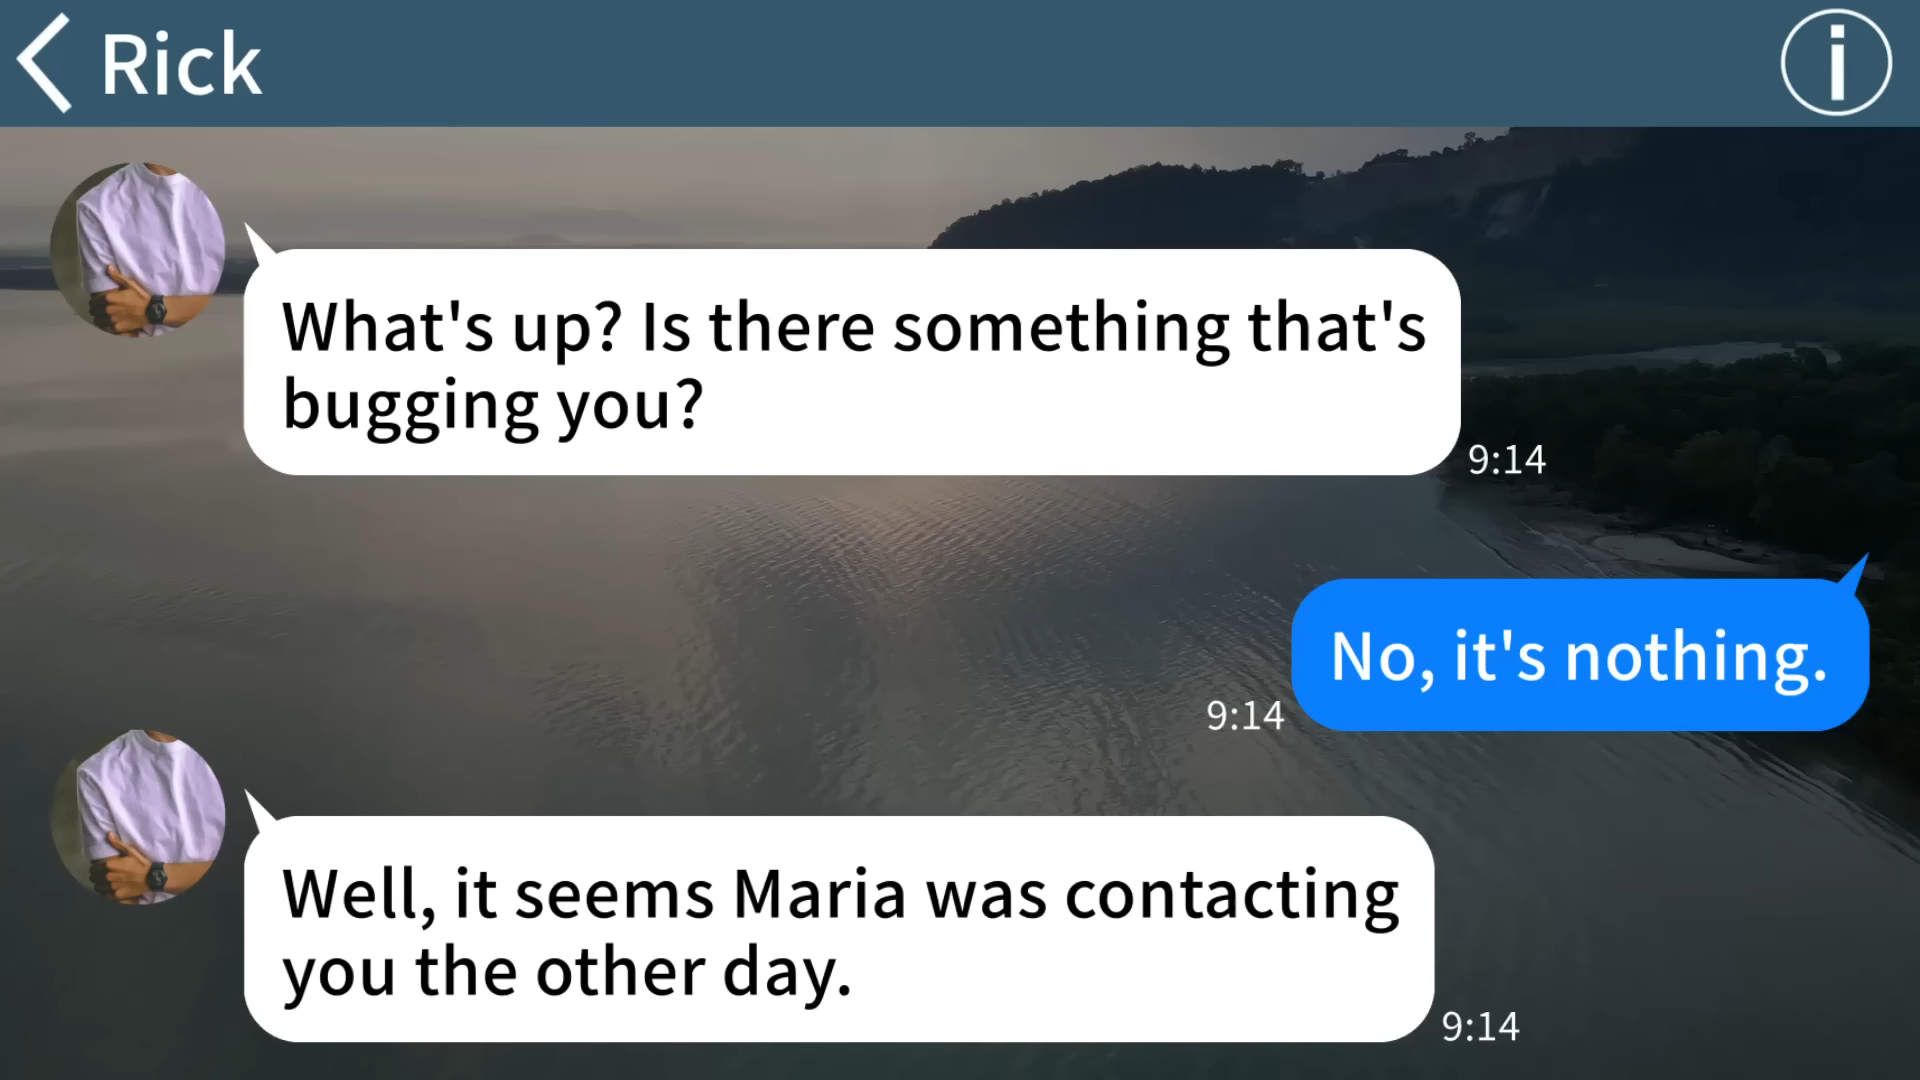 Rick
What's up? Is there something that's
bugging you?
9:14
No, it's nothing.
9:14
Well, it seems Maria was contacting
you the other day.
9:14